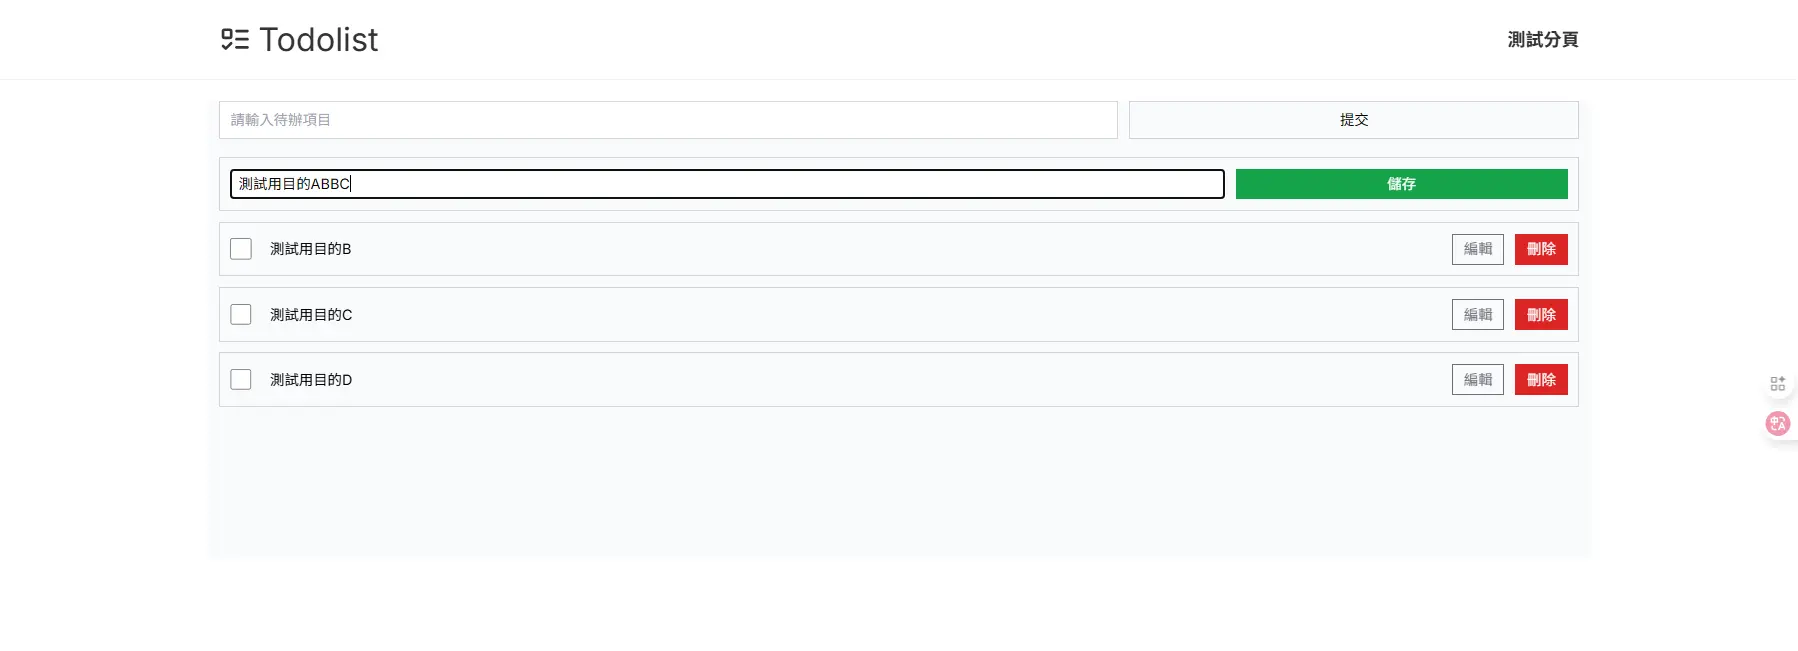 Todolist
測試分頁
請輸入待辦項目
提交
測試用目的ABBC
儲存
測試用目的B
編輯
刪除
測試用目的C
編輯
刪除
測試用目的D
編輯
刪除